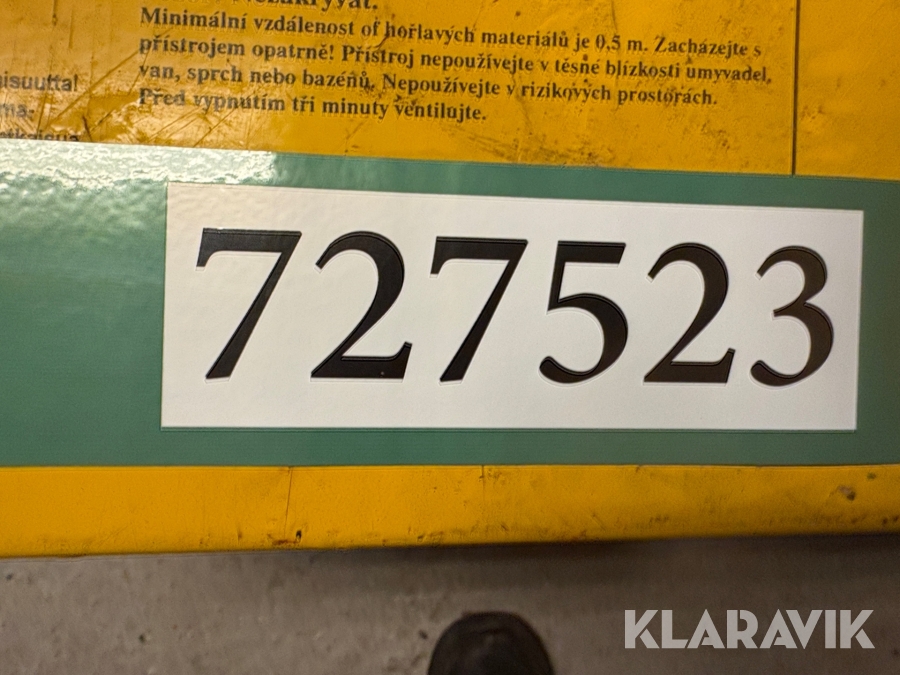 Minimální vzdálenost of hořlavých materiálů je 0,5 m. Zacházejte s
přístrojem opatrně! Přístroj nepoužívejte v těsné blízkosti umyvadel,
van, sprch nebo bazénů. Nepoužívejte v rizikových prostorách.
Před vypnutím tři minuty ventilujte.
727523
KLARAVIK